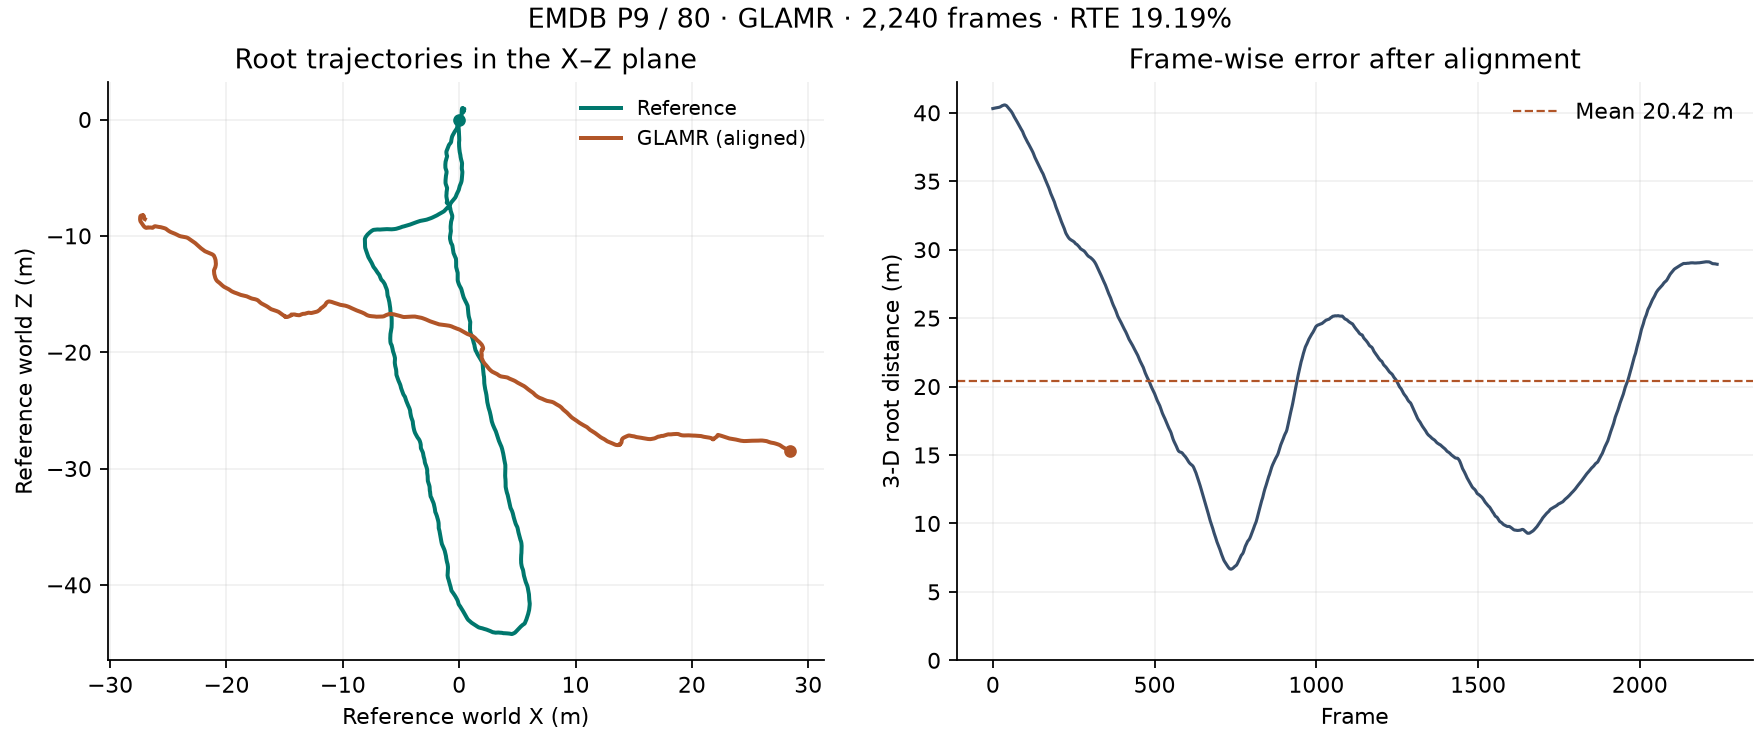 EMDB P9 / 80 · GLAMR · 2,240 frames · RTE 19.19%
Root trajectories in the X–Z plane
Reference
GLAMR (aligned)
0
−10
−20
−30
−40
Reference world Z (m)
−30
−20
−10
0
10
20
30
Reference world X (m)
Frame-wise error after alignment
Mean 20.42 m
40
35
30
25
20
15
10
5
0
3-D root distance (m)
0
500
1000
1500
2000
Frame